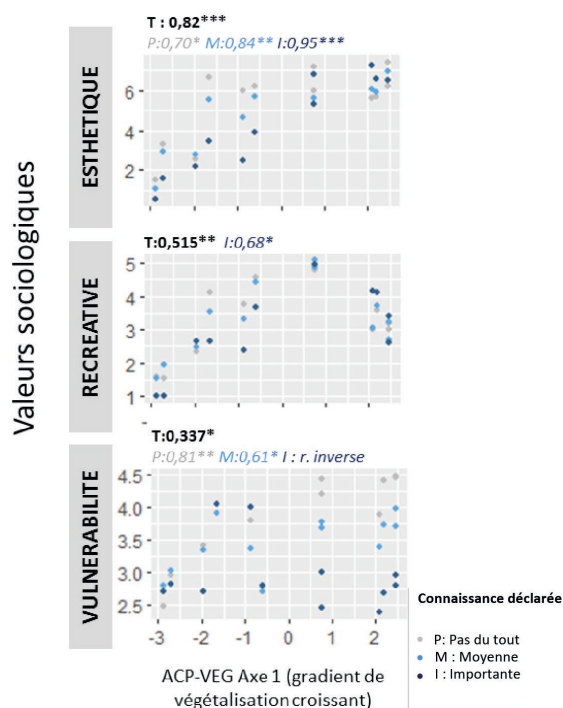 T : 0,82***
P:0,70* M:0,84** I:0,95***
Valeurs sociologiques
ESTHETIQUE
6
4
2
T:0,515** I:0,68*
RECREATIVE
5
4
3
2
1
T:0,337*
P:0,81** M:0,61* I : r. inverse
VULNERABILITE
4.5
4.0
3.5
3.0
2.5
-3 -2 -1 0 1 2
ACP-VEG Axe 1 (gradient de
végétalisation croissant)
Connaissance déclarée
P: Pas du tout
M : Moyenne
I : Importante